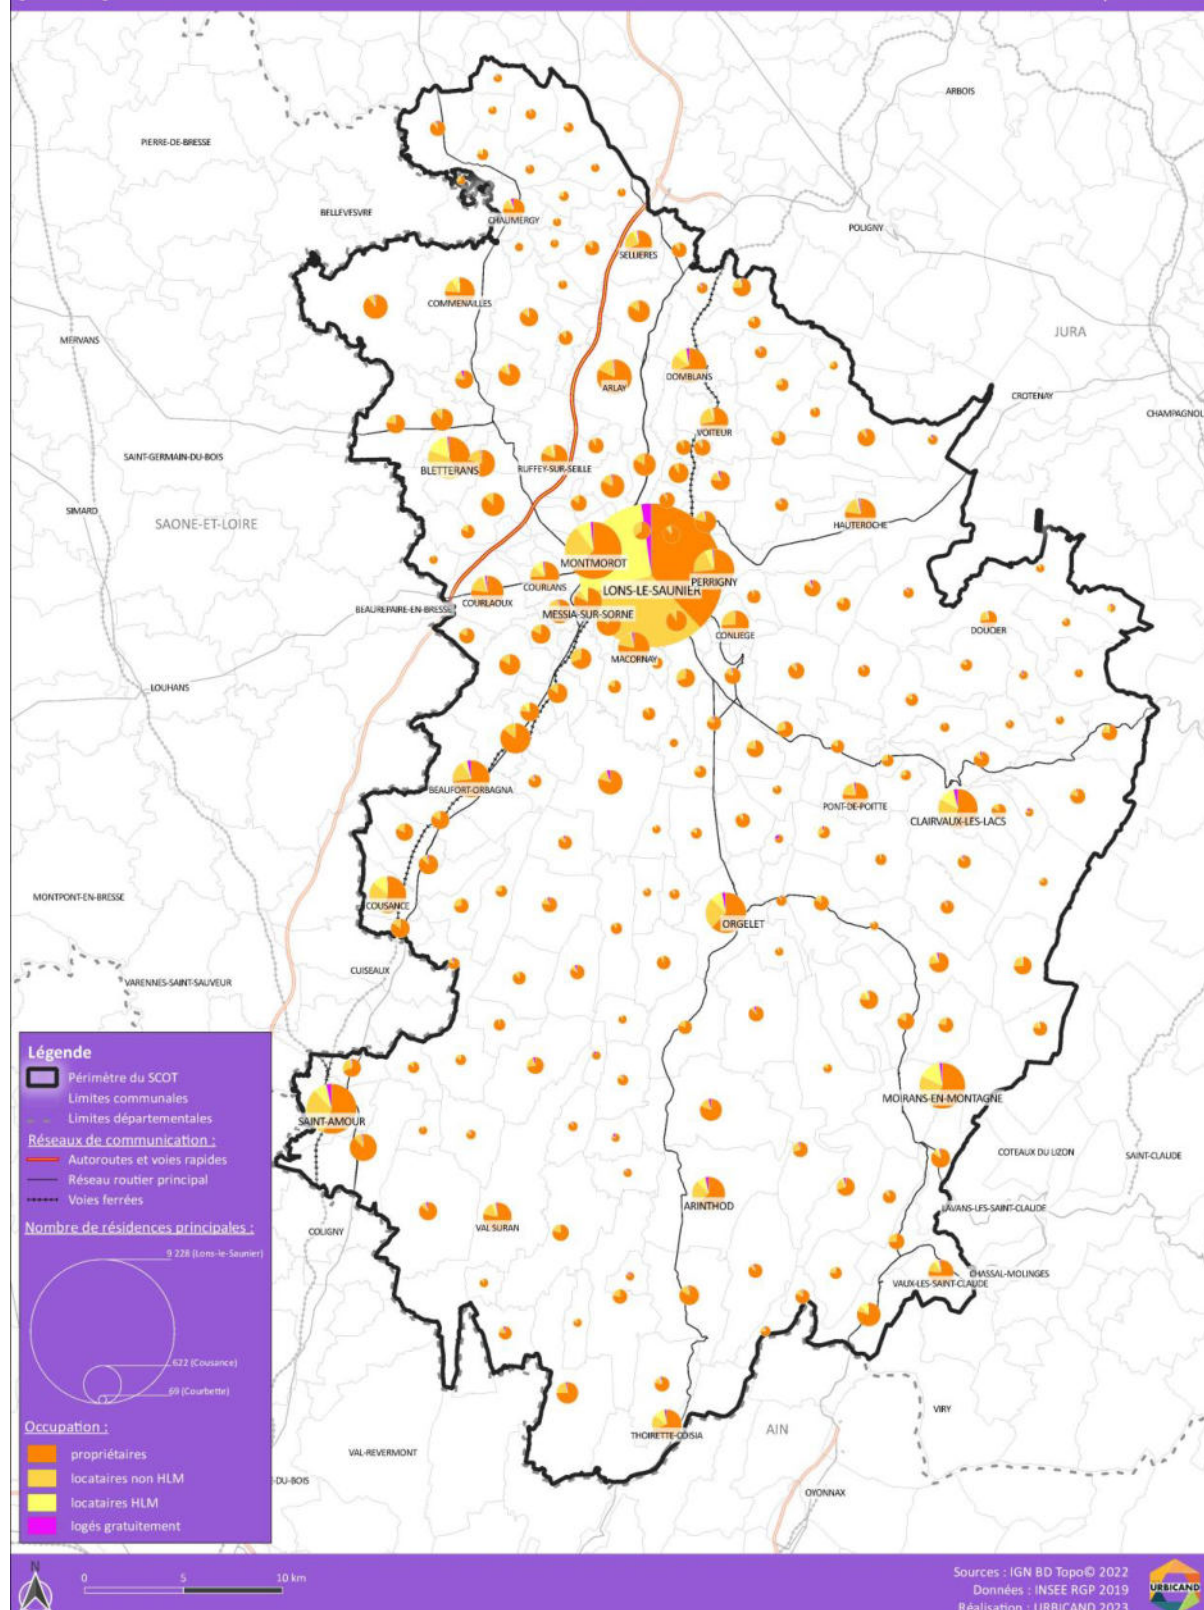 ARBOIS
PIERRE-DE-BRESSE
BELLEVESVRE
CHAUMERGY
POLIGNY
SELLIERES
COMMENAILLES
JURA
MERVANS
DOMBLANS
ARLAY
CROTENAY
CHAMPAGNOL
VOITEUR
SAINT-GERMAIN-DU-BOIS
BLETTERANS
RUFFEY-SUR-SEILLE
SIMARD
SAONE-ET-LOIRE
HAUTEROCHE
MONTMOROT
PERRIGNY
COURLANS
LONS-LE-SAUNIER
COURLAOUX
BEAUREPAIRE-EN-BRESSE
MESSIA-SUR-SORNE
CONLIEGE
DOUCIER
MACORNAY
LOUHANS
BEAUFORT-ORBAGNA
PONT-DE-POITTE
CLAIRVAUX-LES-LACS
MONTPONT-EN-BRESSE
COUSANCE
ORGELET
CUISEAUX
VARENNES-SAINT-SAUVEUR
MOIRANS-EN-MONTAGNE
SAINT-AMOUR
COTEAUX DU LIZON
SAINT-CLAUDE
ARINTHOD
LAVANS-LES-SAINT-CLAUDE
VAL SURAN
COLIGNY
CHASSAL-MOLINGES
VAUX-LES-SAINT-CLAUDE
VIRY
AIN
THOIRETTE-COISIA
VAL-REVERMONT
-DU-BOIS
OYONNAX
Légende
Périmètre du SCOT
Limites communales
Limites départementales
Réseaux de communication :
Autoroutes et voies rapides
Réseau routier principal
Voies ferrées
Nombre de résidences principales :
9 228 (Lons-le-Saunier)
622 (Cousance)
69 (Courbette)
Occupation :
propriétaires
locataires non HLM
locataires HLM
logés gratuitement
N
0 5 10 km
Sources : IGN BD Topo© 2022
Données : INSEE RGP 2019
Réalisation : URBICAND 2023
URBICAND